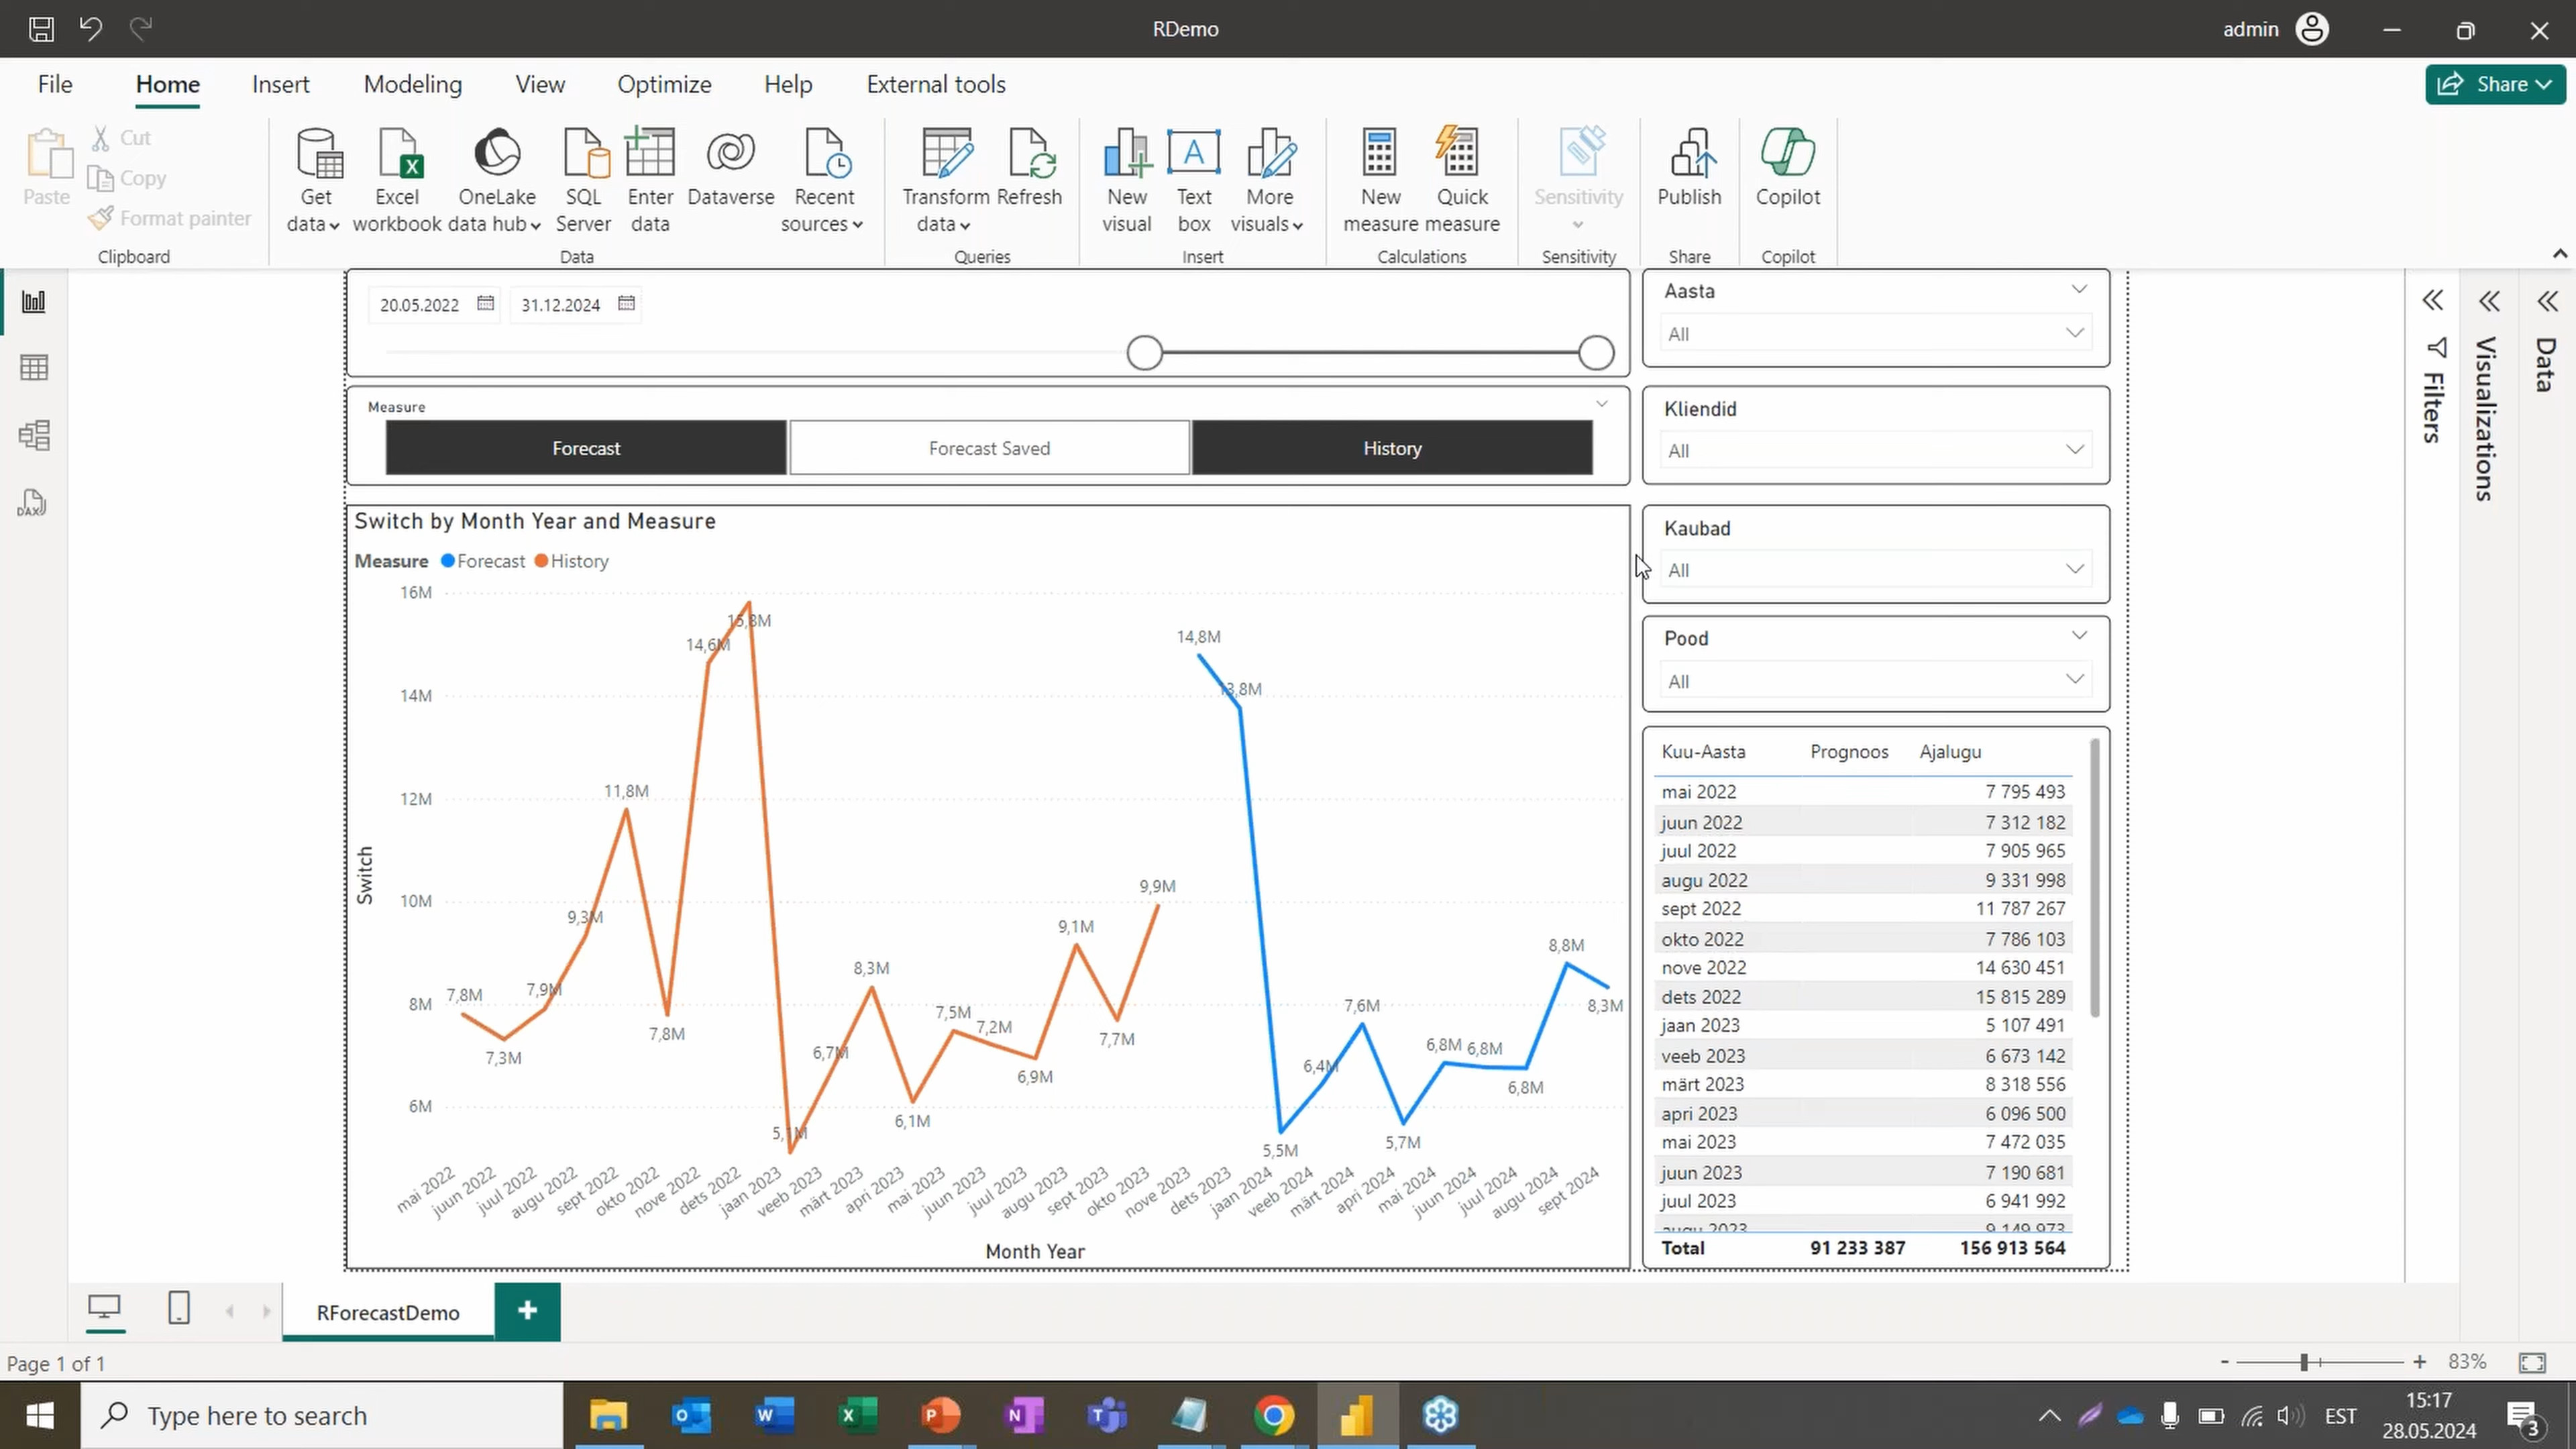 RDemo
admin
File Home Insert Modeling View Optimize Help External tools
Share
Paste
Cut
Copy
Format painter
Clipboard
Get data
Excel workbook
OneLake data hub
SQL Server
Enter data
Dataverse
Recent sources
Data
Transform data
Refresh
Queries
New visual
A
Text box
More visuals
Insert
New measure
Quick measure
Calculations
Sensitivity
Sensitivity
Publish
Share
Copilot
Copilot
DAX
20.05.2022 31.12.2024
Measure
Forecast Forecast Saved History
Aasta
All
Kliendid
All
Kaubad
All
Pood
All
Filters
Visualizations
Data
Switch by Month Year and Measure
Measure Forecast History
16M
14M
12M
10M
8M
6M
Switch
7,8M
7,3M
7,9M
9,3M
11,8M
7,8M
14,6M
15,8M
5,1M
6,7M
8,3M
6,1M
7,5M
7,2M
6,9M
9,1M
7,7M
9,9M
14,8M
13,8M
5,5M
6,4M
7,6M
5,7M
6,8M
6,8M
6,8M
8,8M
8,3M
mai 2022
juun 2022
juul 2022
augu 2022
sept 2022
okto 2022
nove 2022
dets 2022
jaan 2023
veeb 2023
märt 2023
apri 2023
mai 2023
juun 2023
juul 2023
augu 2023
sept 2023
okto 2023
nove 2023
dets 2023
jaan 2024
veeb 2024
märt 2024
apri 2024
mai 2024
juun 2024
juul 2024
augu 2024
sept 2024
Month Year
Kuu-Aasta Prognoos Ajalugu
mai 2022 7 795 493
juun 2022 7 312 182
juul 2022 7 905 965
augu 2022 9 331 998
sept 2022 11 787 267
okto 2022 7 786 103
nove 2022 14 630 451
dets 2022 15 815 289
jaan 2023 5 107 491
veeb 2023 6 673 142
märt 2023 8 318 556
apri 2023 6 096 500
mai 2023 7 472 035
juun 2023 7 190 681
juul 2023 6 941 992
augu 2023 9 149 973
Total 91 233 387 156 913 564
RForecastDemo
Page 1 of 1
83%
Type here to search
EST
15:17
28.05.2024
3